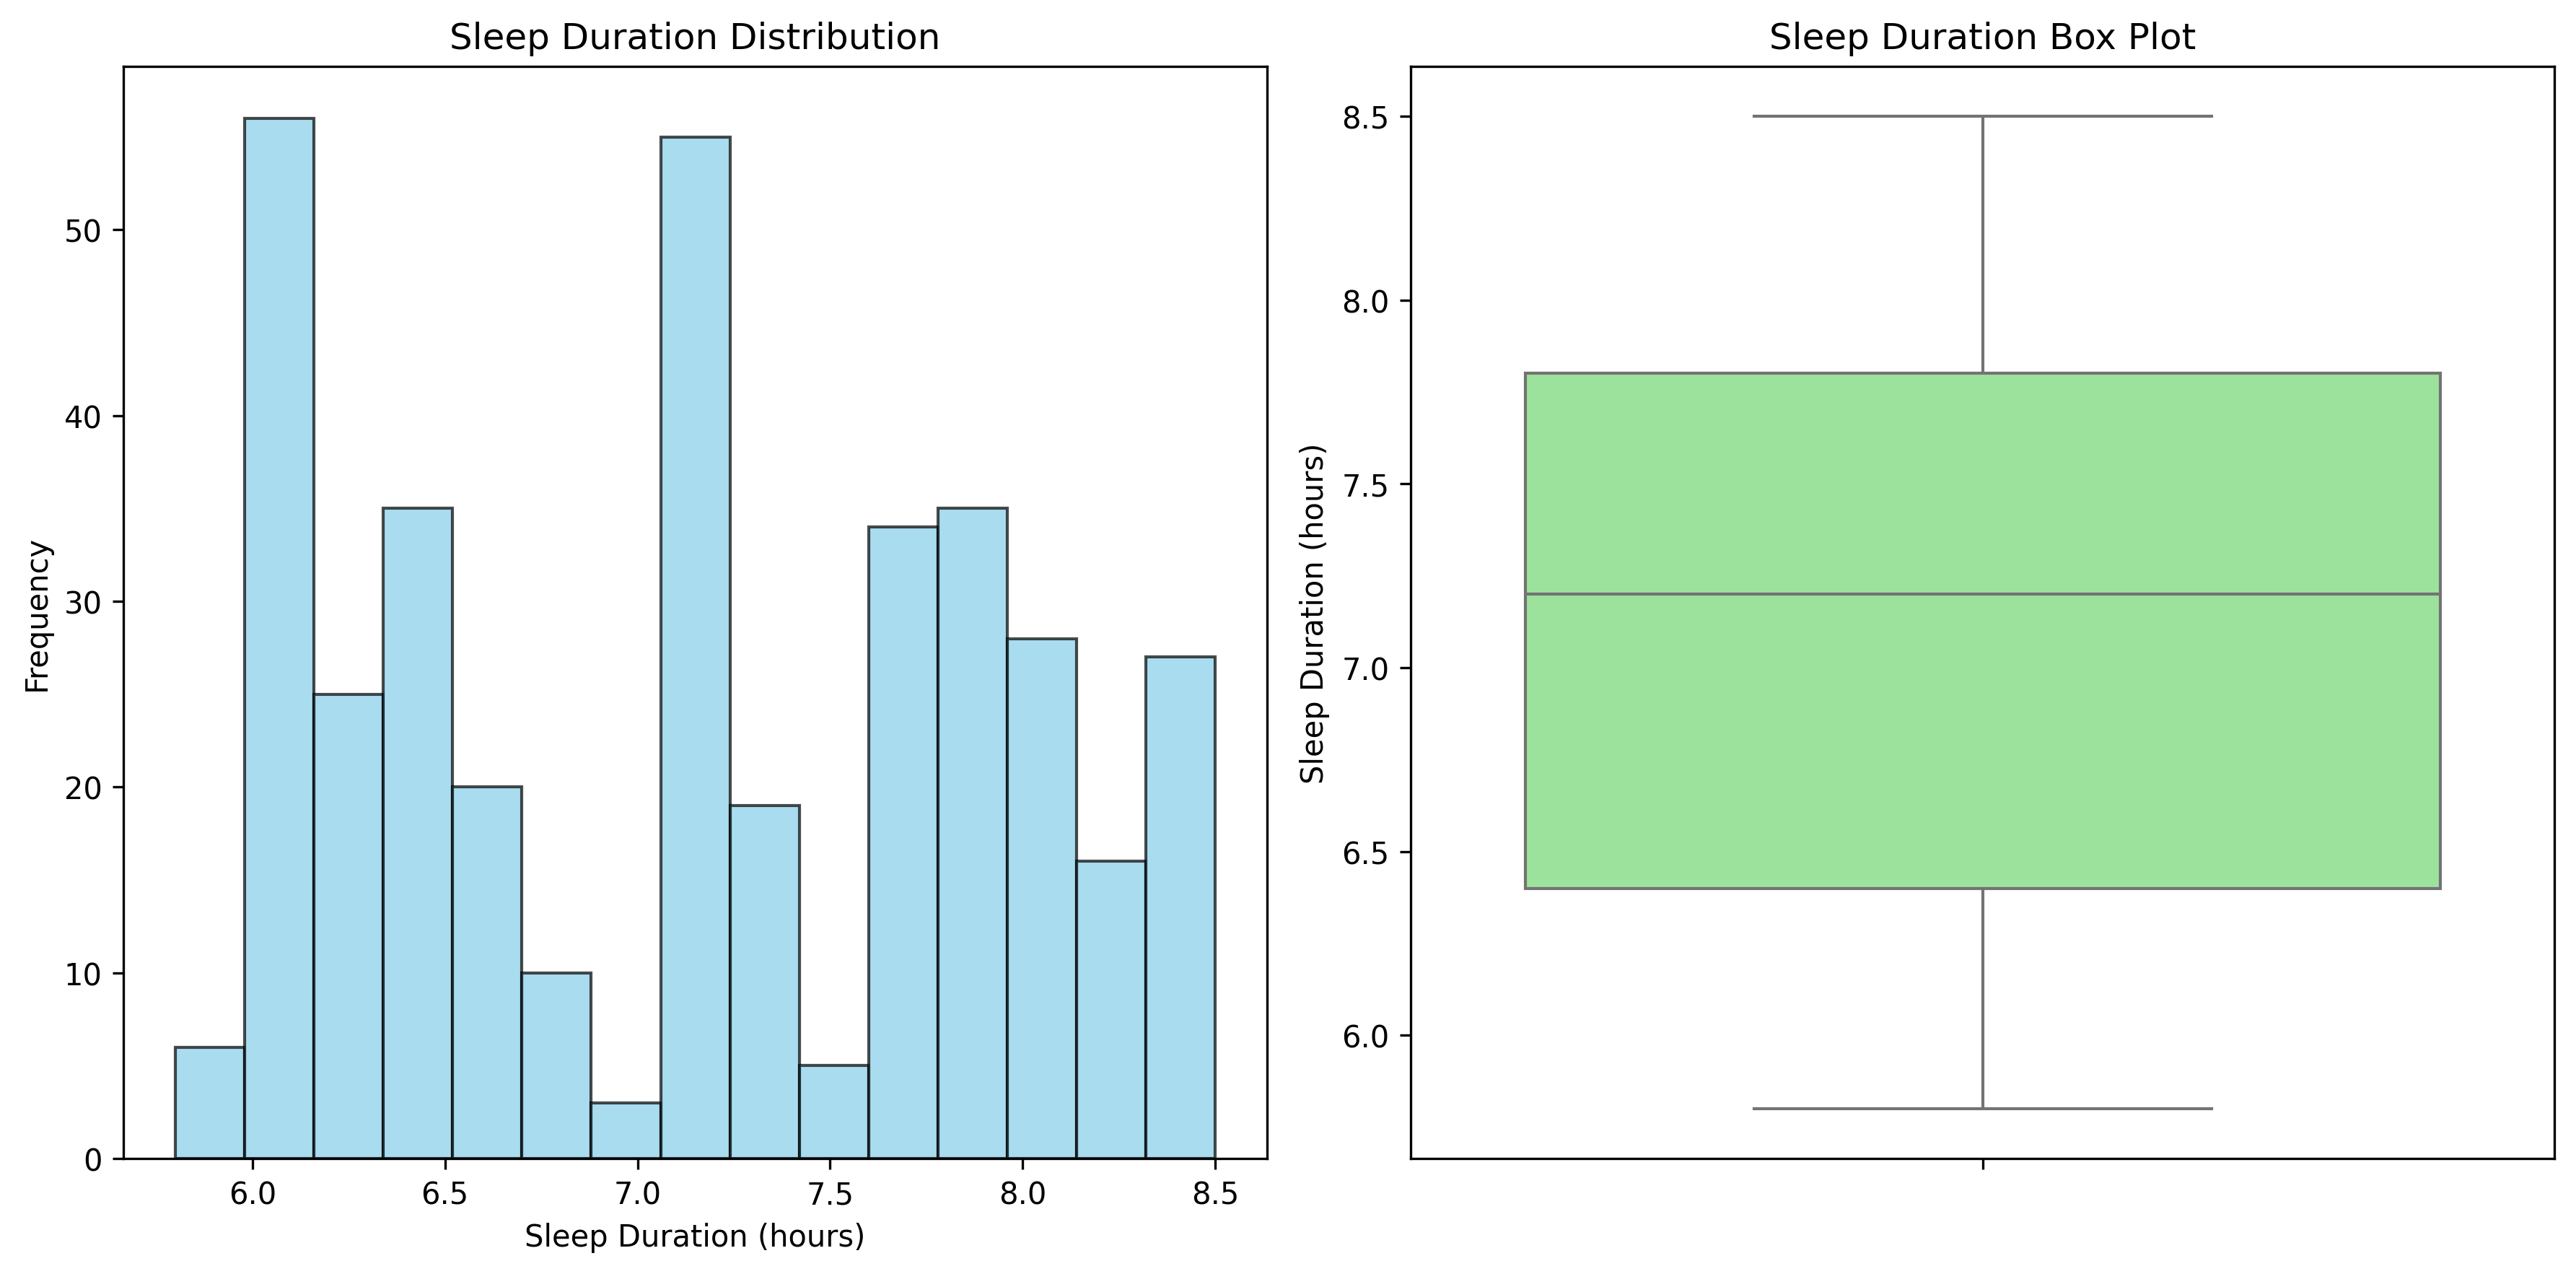 Sleep Duration Distribution
Frequency
50
40
30
20
10
0
6.0 6.5 7.0 7.5 8.0 8.5
Sleep Duration (hours)
Sleep Duration Box Plot
Sleep Duration (hours)
8.5
8.0
7.5
7.0
6.5
6.0